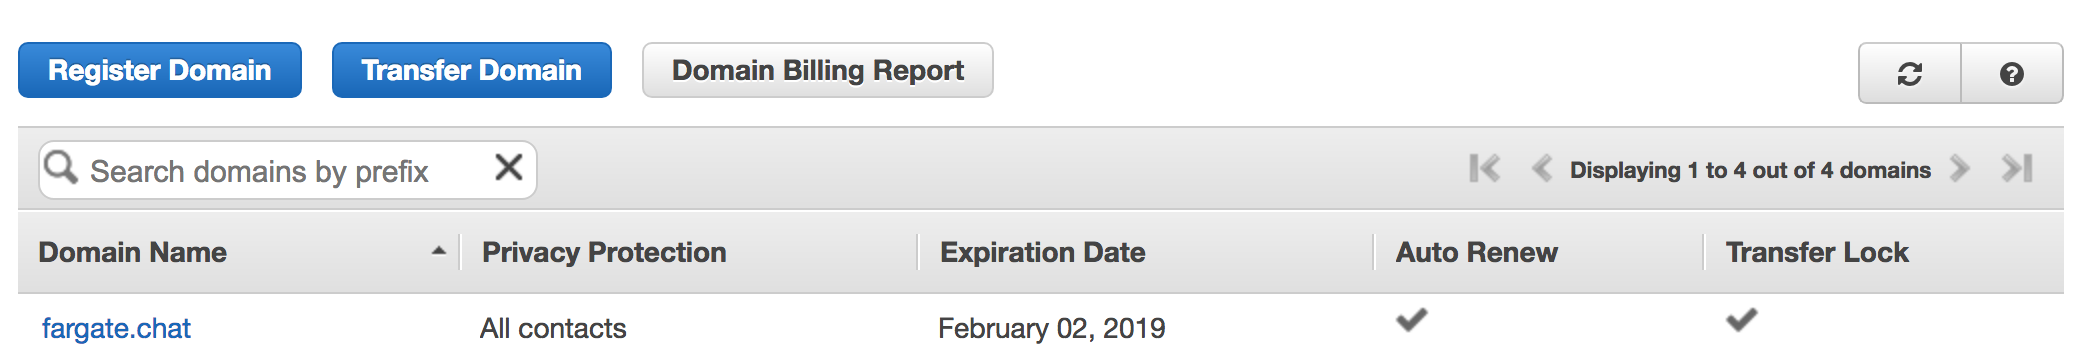 Register Domain Transfer Domain Domain Billing Report
Search domains by prefix Displaying 1 to 4 out of 4 domains
Domain Name Privacy Protection Expiration Date Auto Renew Transfer Lock
fargate.chat All contacts February 02, 2019